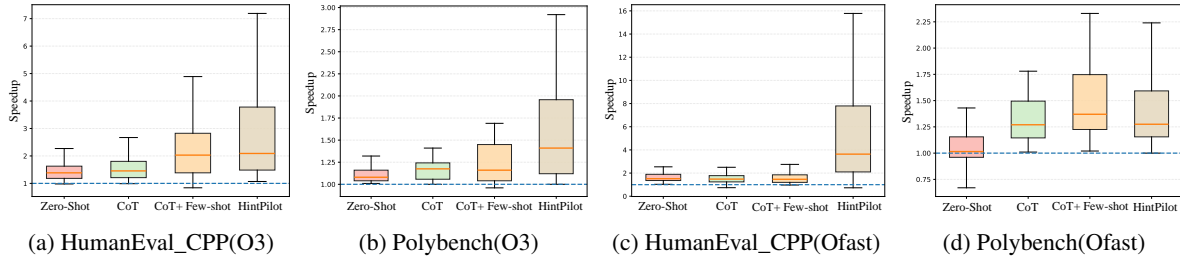 7
6
5
4
3
2
1
Speedup
Zero-Shot CoT CoT+ Few-shot HintPilot
(a) HumanEval_CPP(O3)
3.00
2.75
2.50
2.25
2.00
1.75
1.50
1.25
1.00
Speedup
Zero-Shot CoT CoT+ Few-shot HintPilot
(b) Polybench(O3)
16
14
12
10
8
6
4
2
0
Speedup
Zero-Shot CoT CoT+ Few-shot HintPilot
(c) HumanEval_CPP(Ofast)
2.25
2.00
1.75
1.50
1.25
1.00
0.75
Speedup
Zero-Shot CoT CoT+ Few-shot HintPilot
(d) Polybench(Ofast)